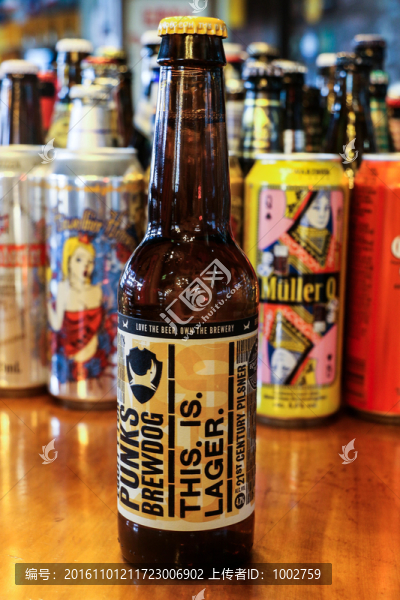 LOVE THE BEER, OWN THE BREWERY
PUNKS
BREWDOG
THIS. IS.
LAGER.
21ST CENTURY PILSNER
Müller
编号：20161101211723006902 上传者ID：1002759